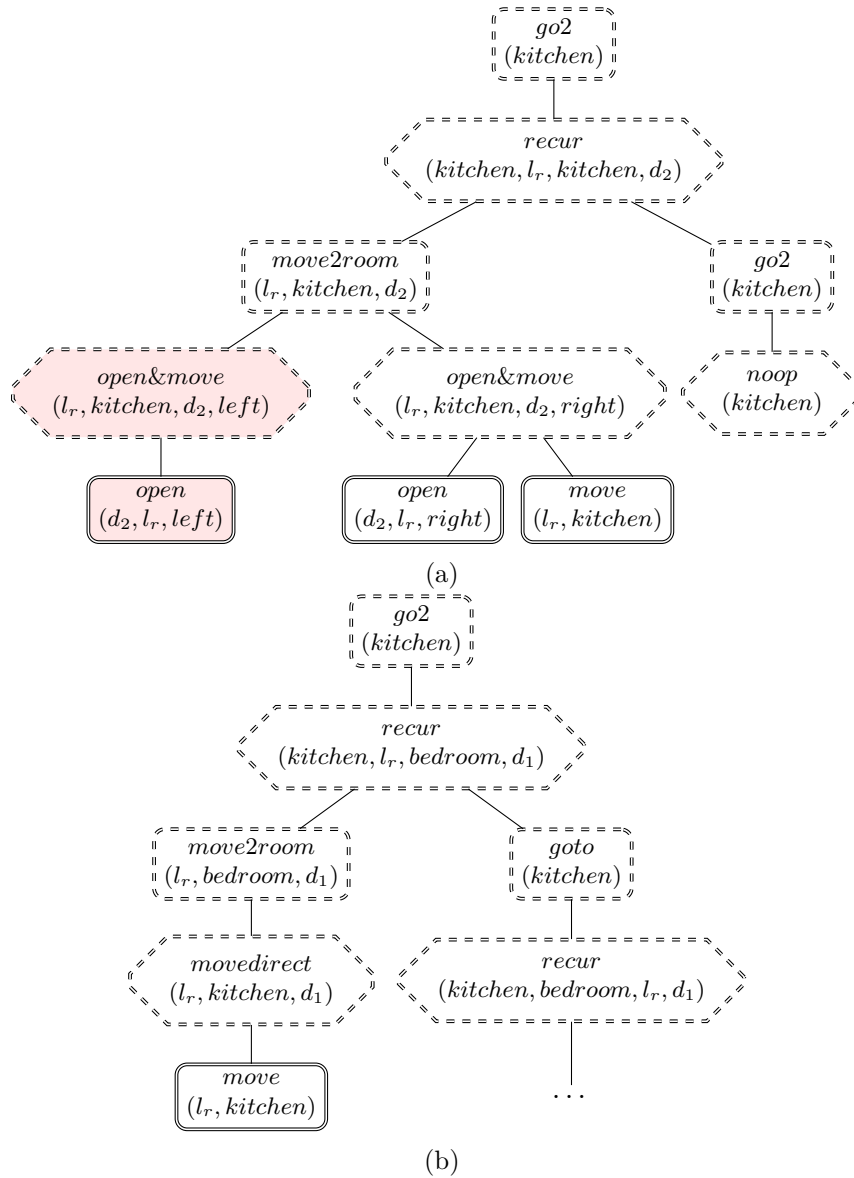 go2
(kitchen)
recur
(kitchen, l_r, kitchen, d_2)
move2room
(l_r, kitchen, d_2)
go2
(kitchen)
open&move
(l_r, kitchen, d_2, left)
open&move
(l_r, kitchen, d_2, right)
noop
(kitchen)
open
(d_2, l_r, left)
open
(d_2, l_r, right)
move
(l_r, kitchen)
(a)
go2
(kitchen)
recur
(kitchen, l_r, bedroom, d_1)
move2room
(l_r, bedroom, d_1)
goto
(kitchen)
movedirect
(l_r, kitchen, d_1)
recur
(kitchen, bedroom, l_r, d_1)
move
(l_r, kitchen)
...
(b)